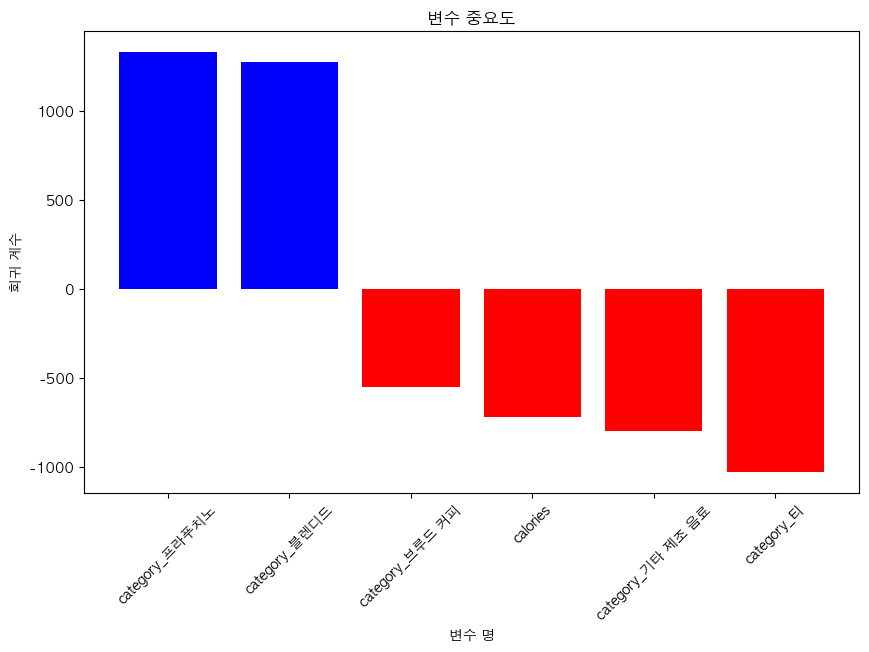 변수 중요도
회귀 계수
1000
500
0
-500
-1000
category_프라푸치노
category_블렌디드
category_브루드 커피
calories
category_기타 제조 음료
category_티
변수 명